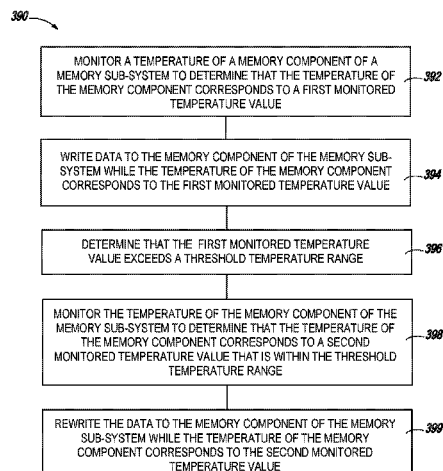 390
MONITOR A TEMPERATURE OF A MEMORY COMPONENT OF A
MEMORY SUB-SYSTEM TO DETERMINE THAT THE TEMPERATURE OF
THE MEMORY COMPONENT CORRESPONDS TO A FIRST MONITORED
TEMPERATURE VALUE
392
WRITE DATA TO THE MEMORY COMPONENT OF THE MEMORY SUB-
SYSTEM WHILE THE TEMPERATURE OF THE MEMORY COMPONENT
CORRESPONDS TO THE FIRST MONITORED TEMPERATURE VALUE
394
DETERMINE THAT THE FIRST MONITORED TEMPERATURE
VALUE EXCEEDS A THRESHOLD TEMPERATURE RANGE
396
MONITOR THE TEMPERATURE OF THE MEMORY COMPONENT OF THE
MEMORY SUB-SYSTEM TO DETERMINE THAT THE TEMPERATURE OF
THE MEMORY COMPONENT CORRESPONDS TO A SECOND
MONITORED TEMPERATURE VALUE THAT IS WITHIN THE THRESHOLD
TEMPERATURE RANGE
398
REWRITE THE DATA TO THE MEMORY COMPONENT OF THE MEMORY
SUB-SYSTEM WHILE THE TEMPERATURE OF THE MEMORY
COMPONENT CORRESPONDS TO THE SECOND MONITORED
TEMPERATURE VALUE
399